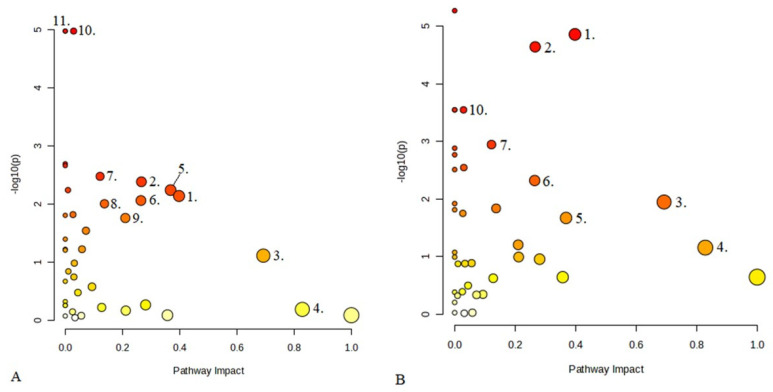 11. 10.
5
4
3
2
1
0
-log10(p)
7. 2. 5. 1.
8. 6. 9.
3.
4.
0.0 0.2 0.4 0.6 0.8 1.0
Pathway Impact
A
5
4
3
2
1
0
-log10(p)
1.
2.
10.
7.
6.
3.
5.
4.
0.0 0.2 0.4 0.6 0.8 1.0
Pathway Impact
B